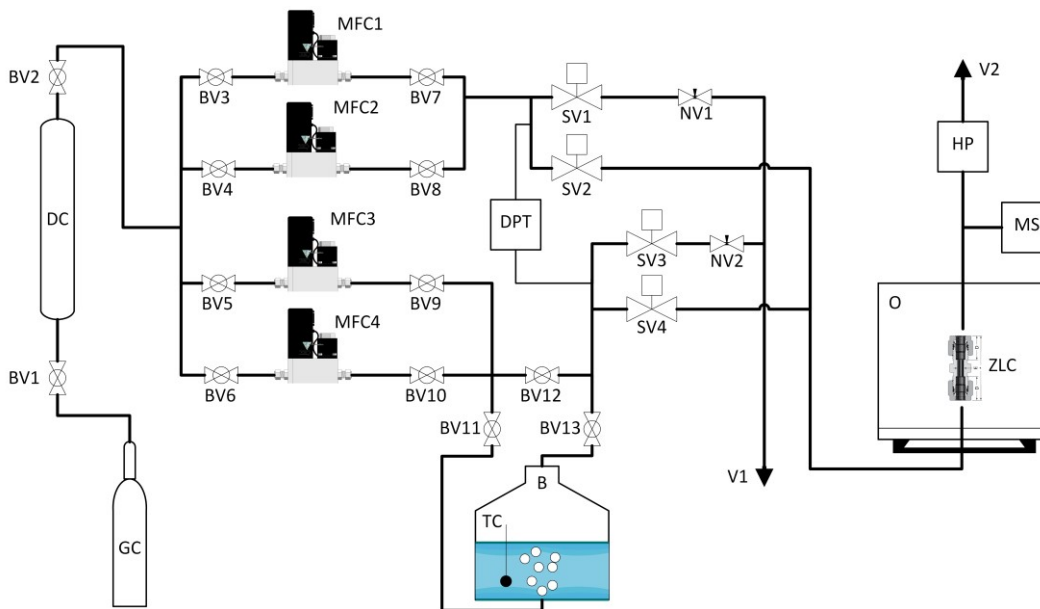 MFC1
V2
BV2
BV3
BV7
SV1
NV1
MFC2
HP
BV4
BV8
SV2
DC
MFC3
DPT
MS
SV3
NV2
BV5
BV9
O
MFC4
SV4
ZLC
BV1
BV6
BV10
BV12
BV11
BV13
V1
B
TC
GC